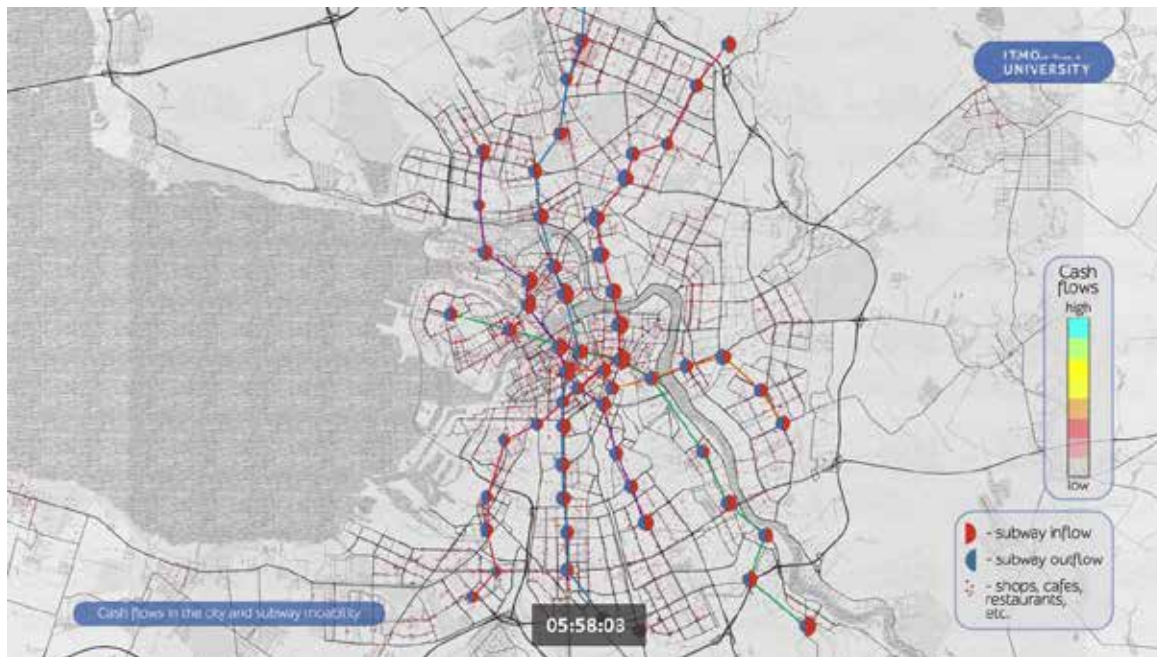 ITMO
UNIVERSITY
Cash
flows
high
low
- subway inflow
- subway outflow
- shops, cafes,
restaurants,
etc.
Cash flows in the city and subway moability
05:58:03